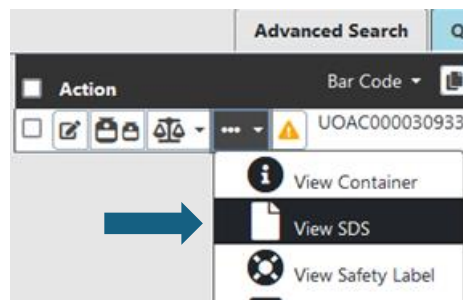 Advanced Search Q
Action Bar Code
UOAC000030933
View Container
View SDS
View Safety Label